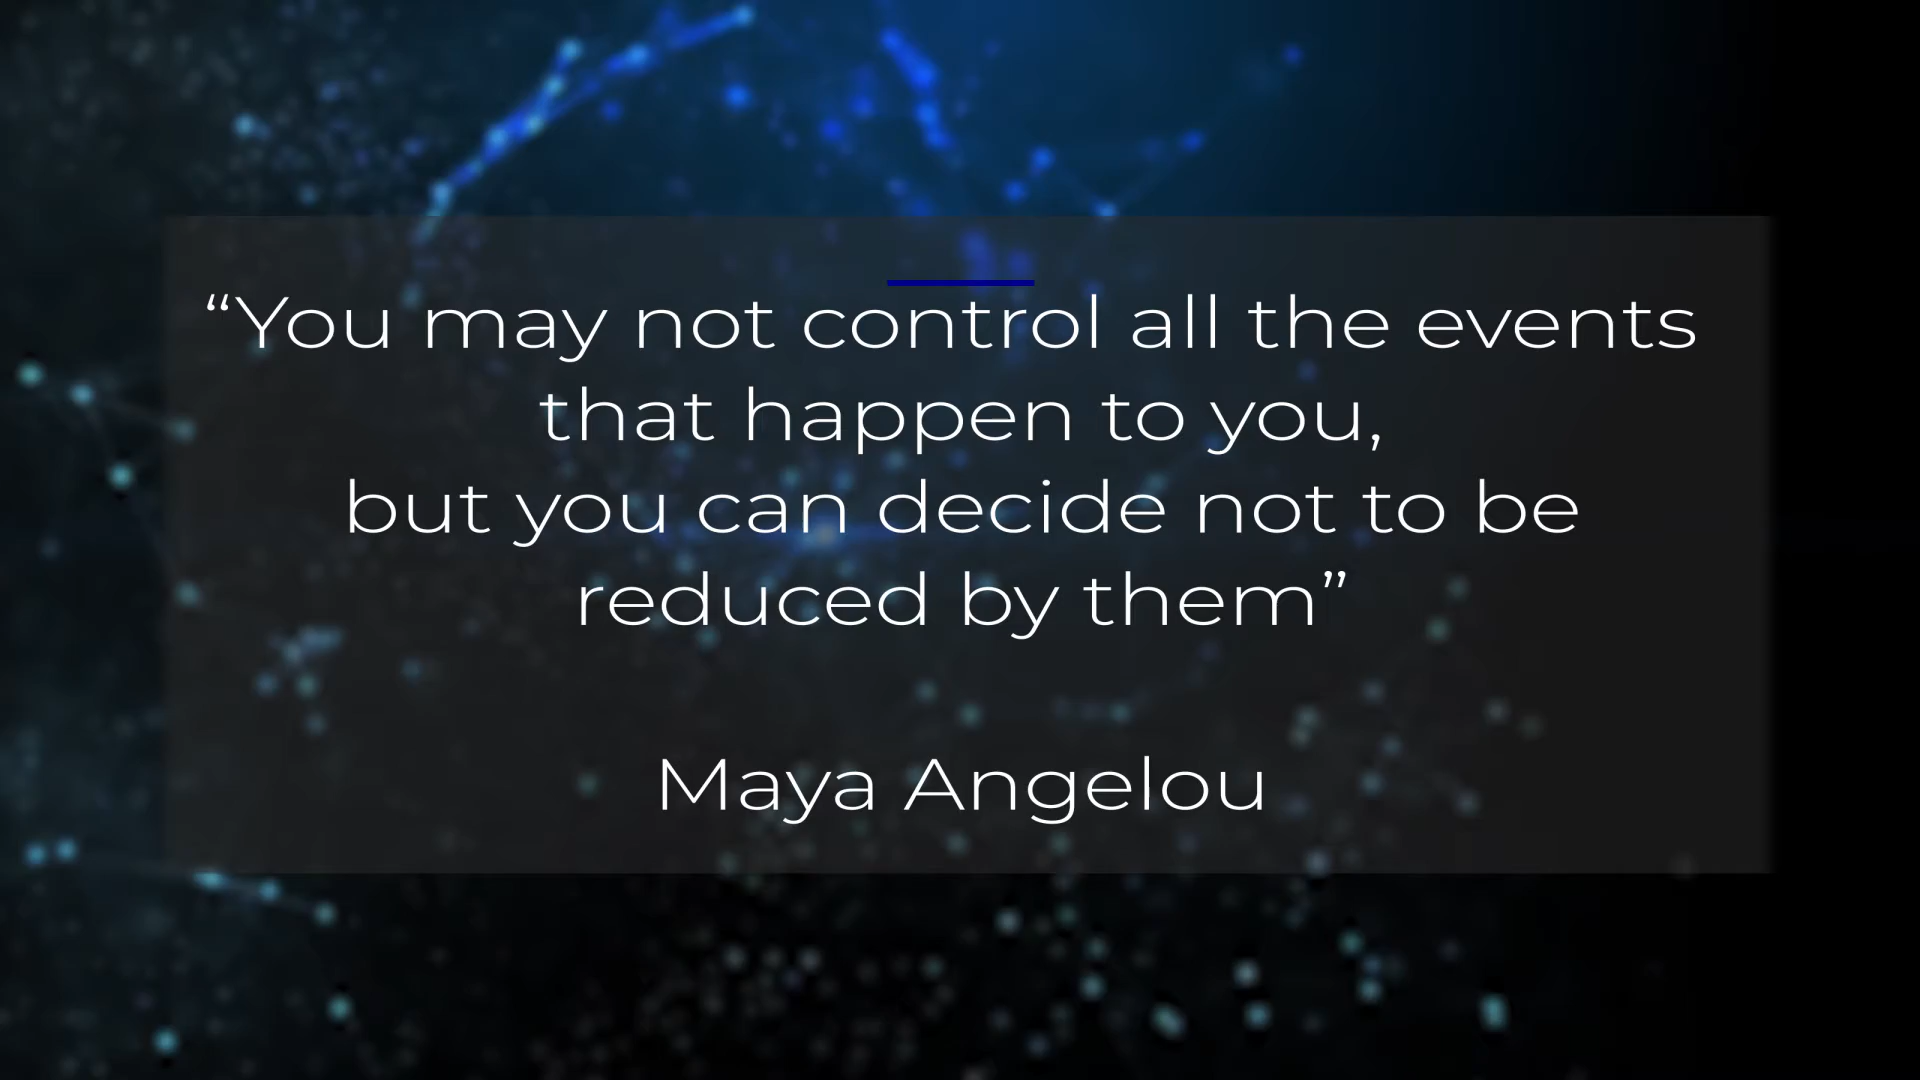 “You may not control all the events
that happen to you,
but you can decide not to be
reduced by them”
Maya Angelou